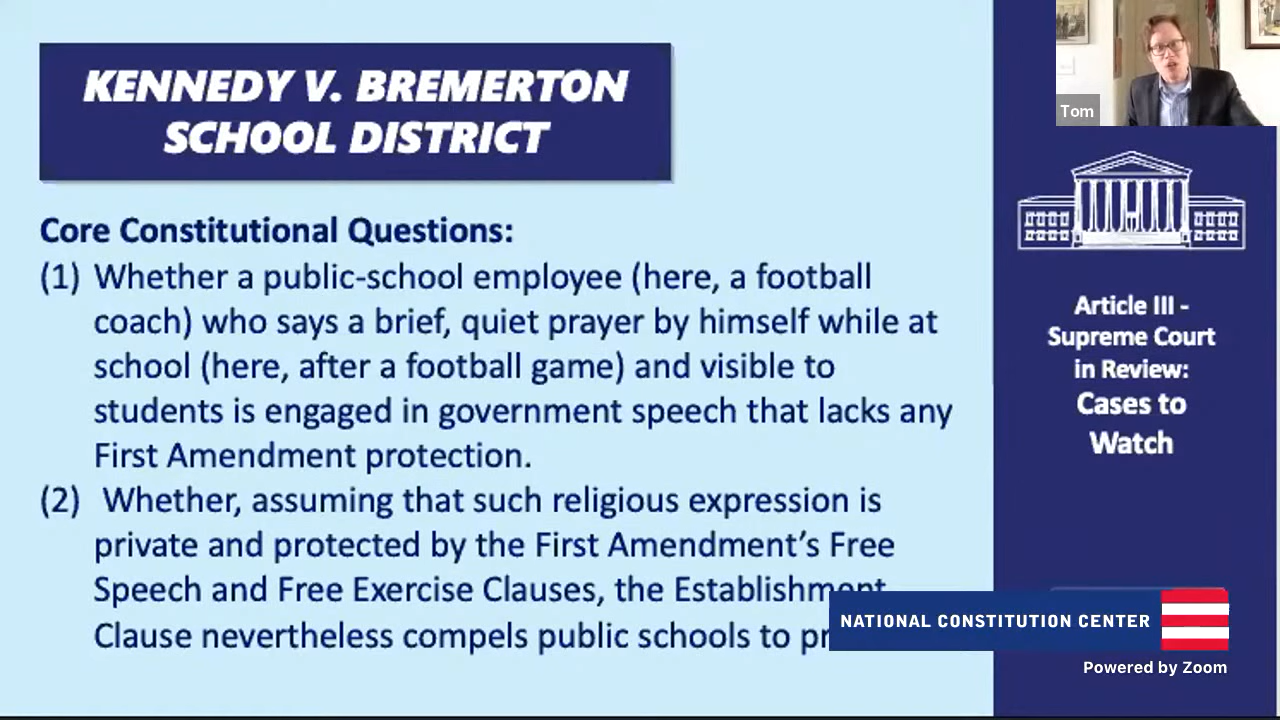 KENNEDY V. BREMERTON
SCHOOL DISTRICT
Core Constitutional Questions:
(1) Whether a public-school employee (here, a football
coach) who says a brief, quiet prayer by himself while at
school (here, after a football game) and visible to
students is engaged in government speech that lacks any
First Amendment protection.
(2) Whether, assuming that such religious expression is
private and protected by the First Amendment’s Free
Speech and Free Exercise Clauses, the Establishment
Clause nevertheless compels public schools to
Tom
Article III -
Supreme Court
in Review:
Cases to
Watch
NATIONAL CONSTITUTION CENTER
Powered by Zoom